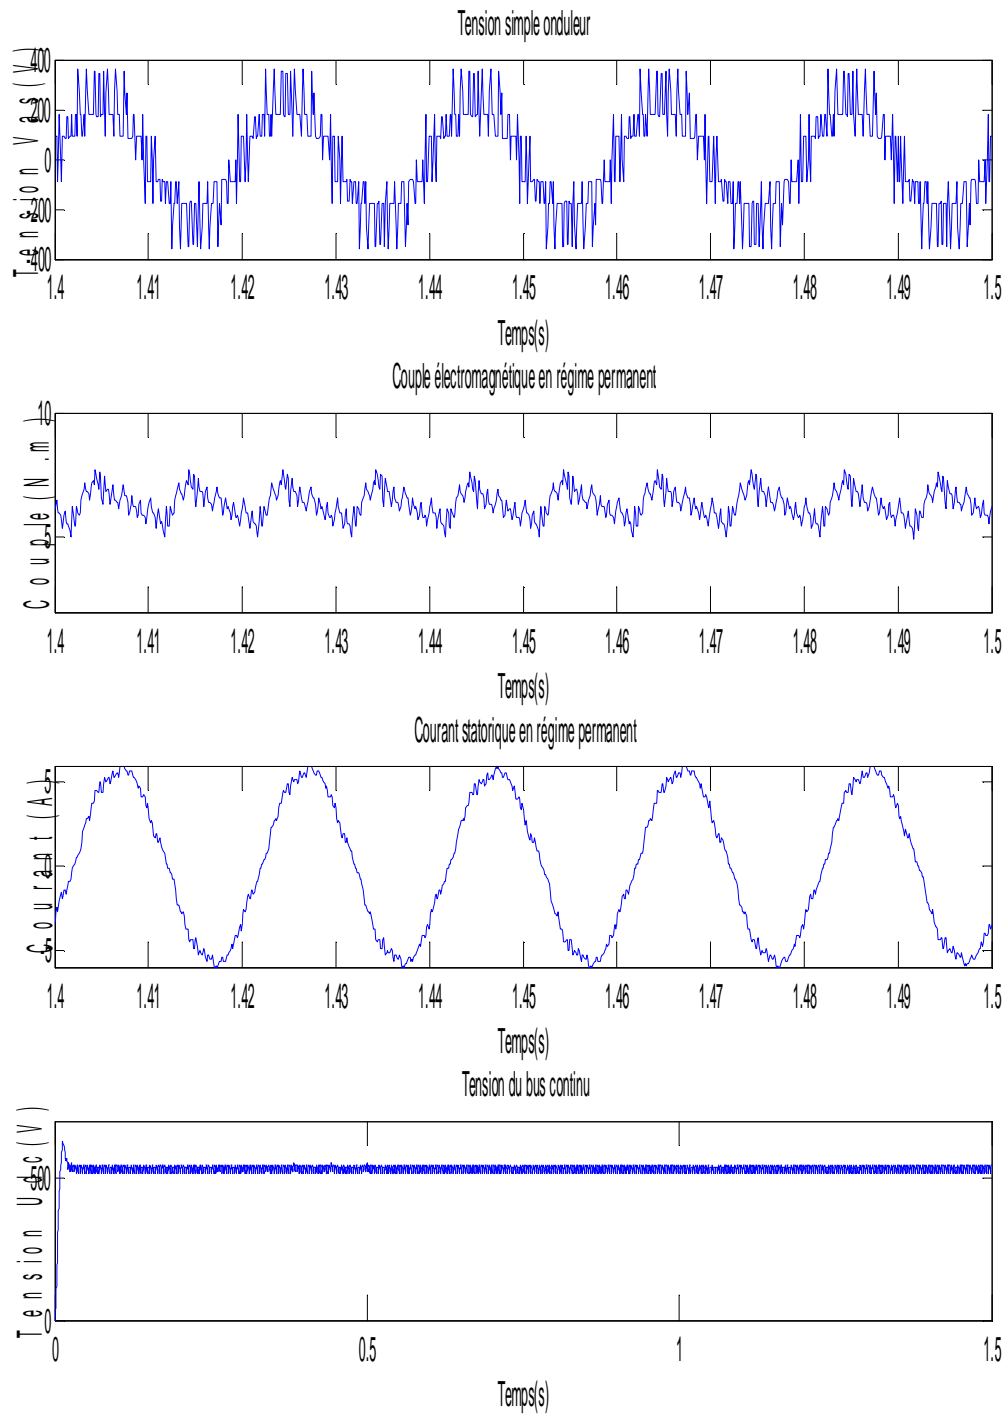 Tension simple onduleur
Tension Vas(V)
400
200
0
-200
-400
1.4 1.41 1.42 1.43 1.44 1.45 1.46 1.47 1.48 1.49 1.5
Temps(s)
Couple électromagnétique en régime permanent
Couple(N.m)
10
5
1.4 1.41 1.42 1.43 1.44 1.45 1.46 1.47 1.48 1.49 1.5
Temps(s)
Courant statorique en régime permanent
Courant(A)
5
0
-5
1.4 1.41 1.42 1.43 1.44 1.45 1.46 1.47 1.48 1.49 1.5
Temps(s)
Tension du bus continu
Tension Udc(V)
500
0
0 0.5 1 1.5
Temps(s)